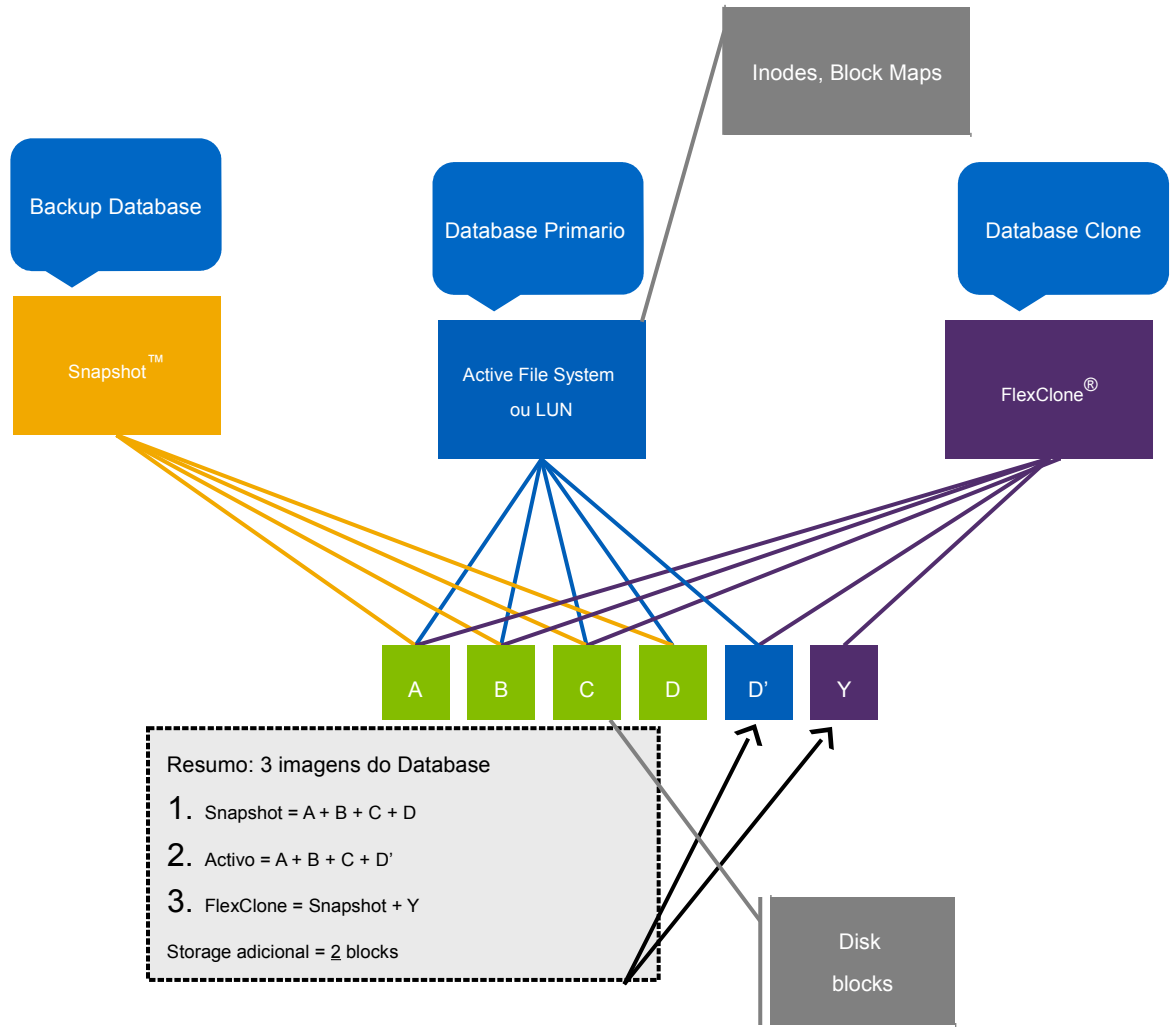 Inodes, Block Maps
Backup Database
Database Primario
Database Clone
Snapshot™
Active File System
ou LUN
FlexClone®
A
B
C
D
D’
Y
Resumo: 3 imagens do Database
1. Snapshot = A + B + C + D
2. Activo = A + B + C + D’
3. FlexClone = Snapshot + Y
Storage adicional = 2 blocks
Disk
blocks